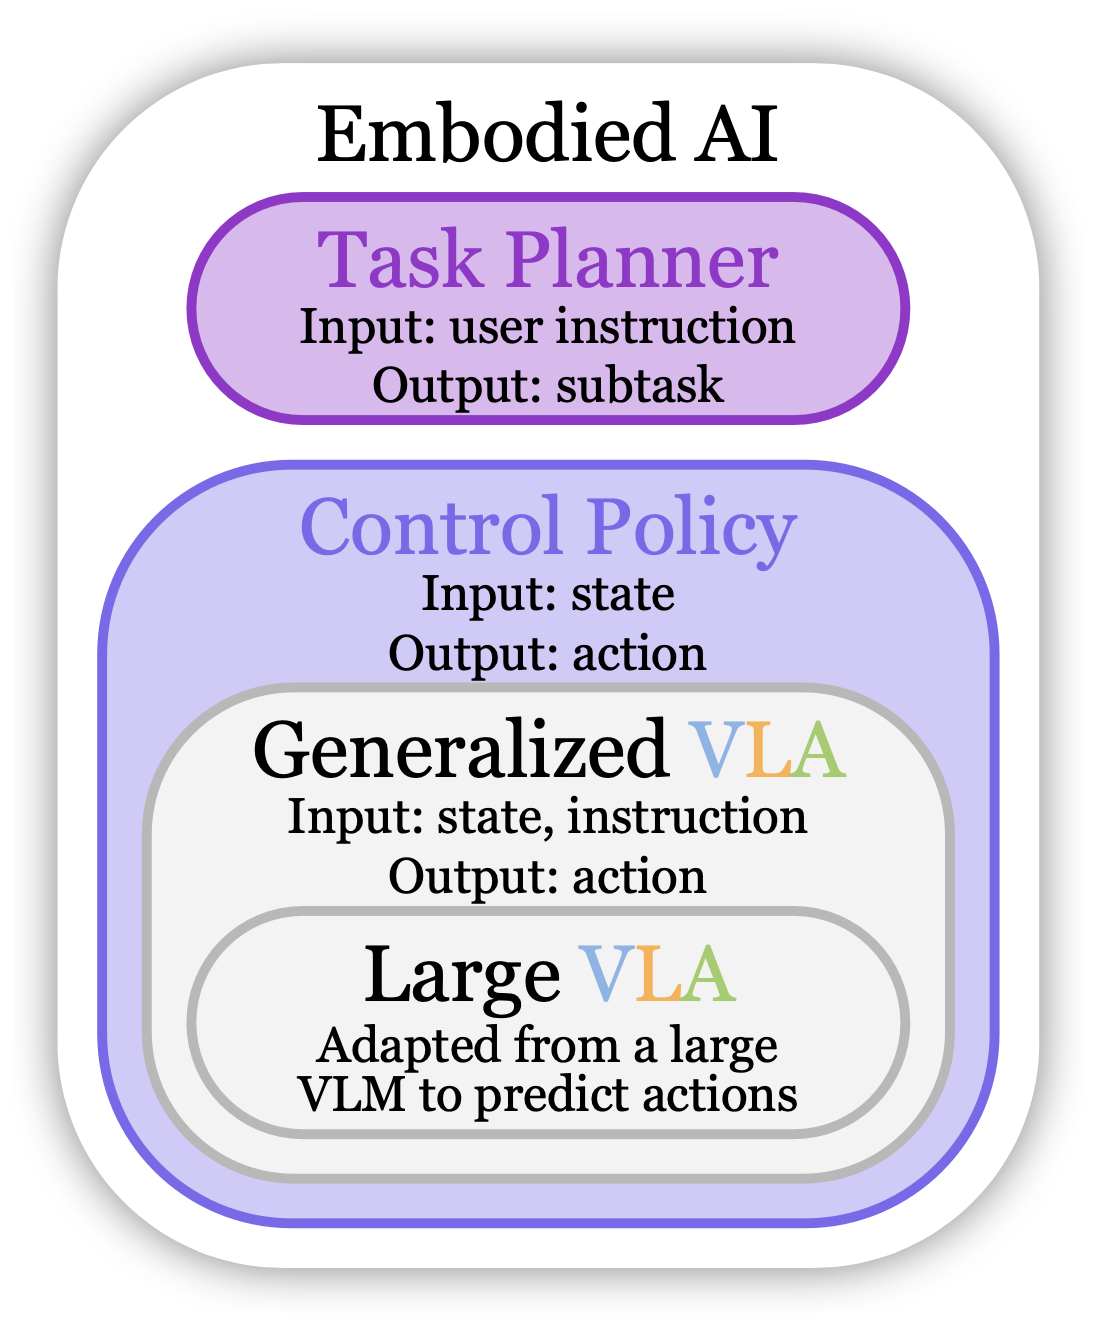 Embodied AI
Task Planner
Input: user instruction
Output: subtask
Control Policy
Input: state
Output: action
Generalized VLA
Input: state, instruction
Output: action
Large VLA
Adapted from a large
VLM to predict actions